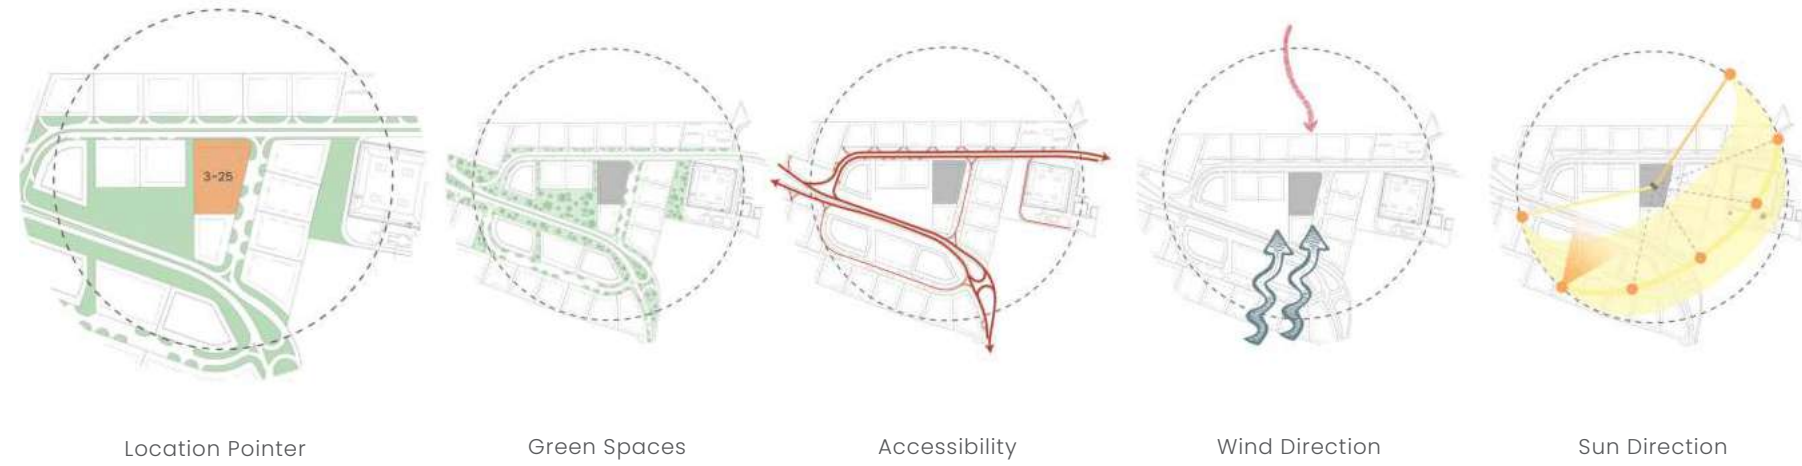 3-25
Location Pointer
Green Spaces
Accessibility
Wind Direction
Sun Direction